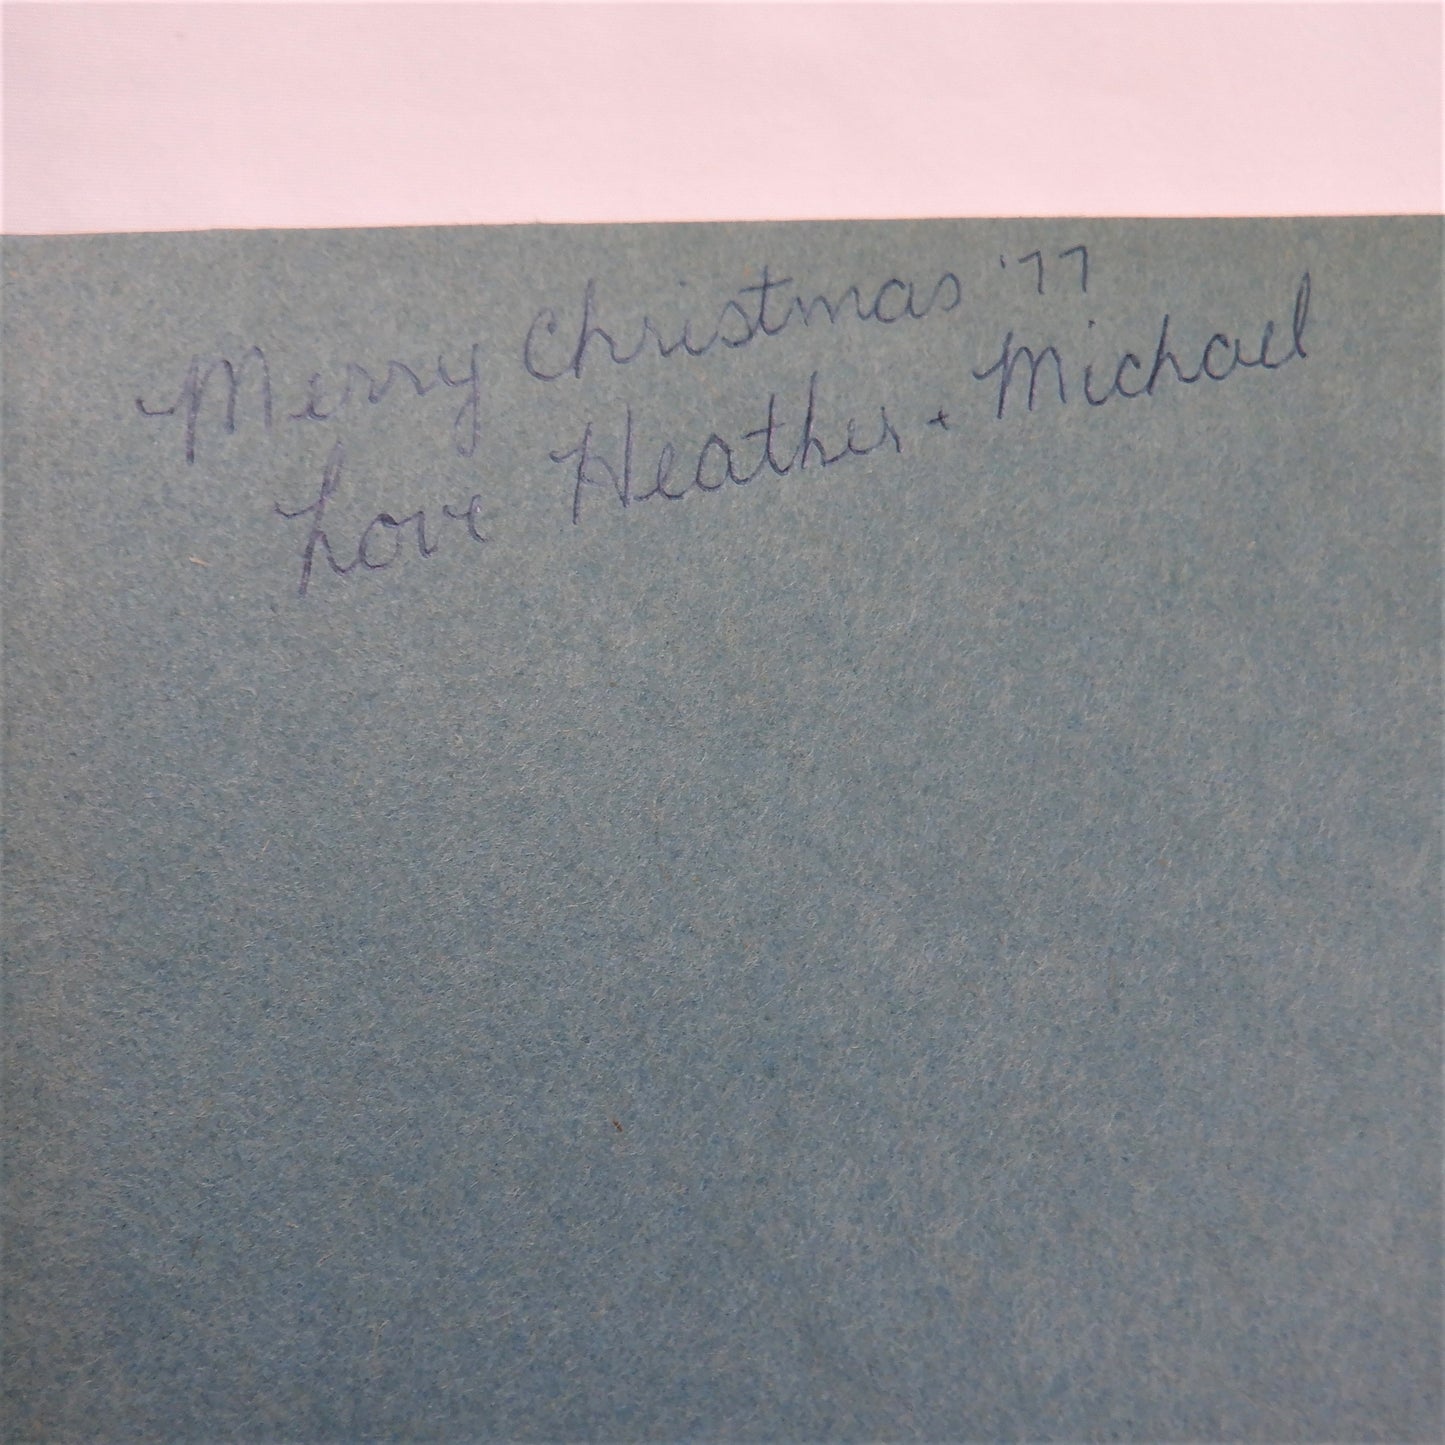 Merry Christmas '77
Love Heather + Michael